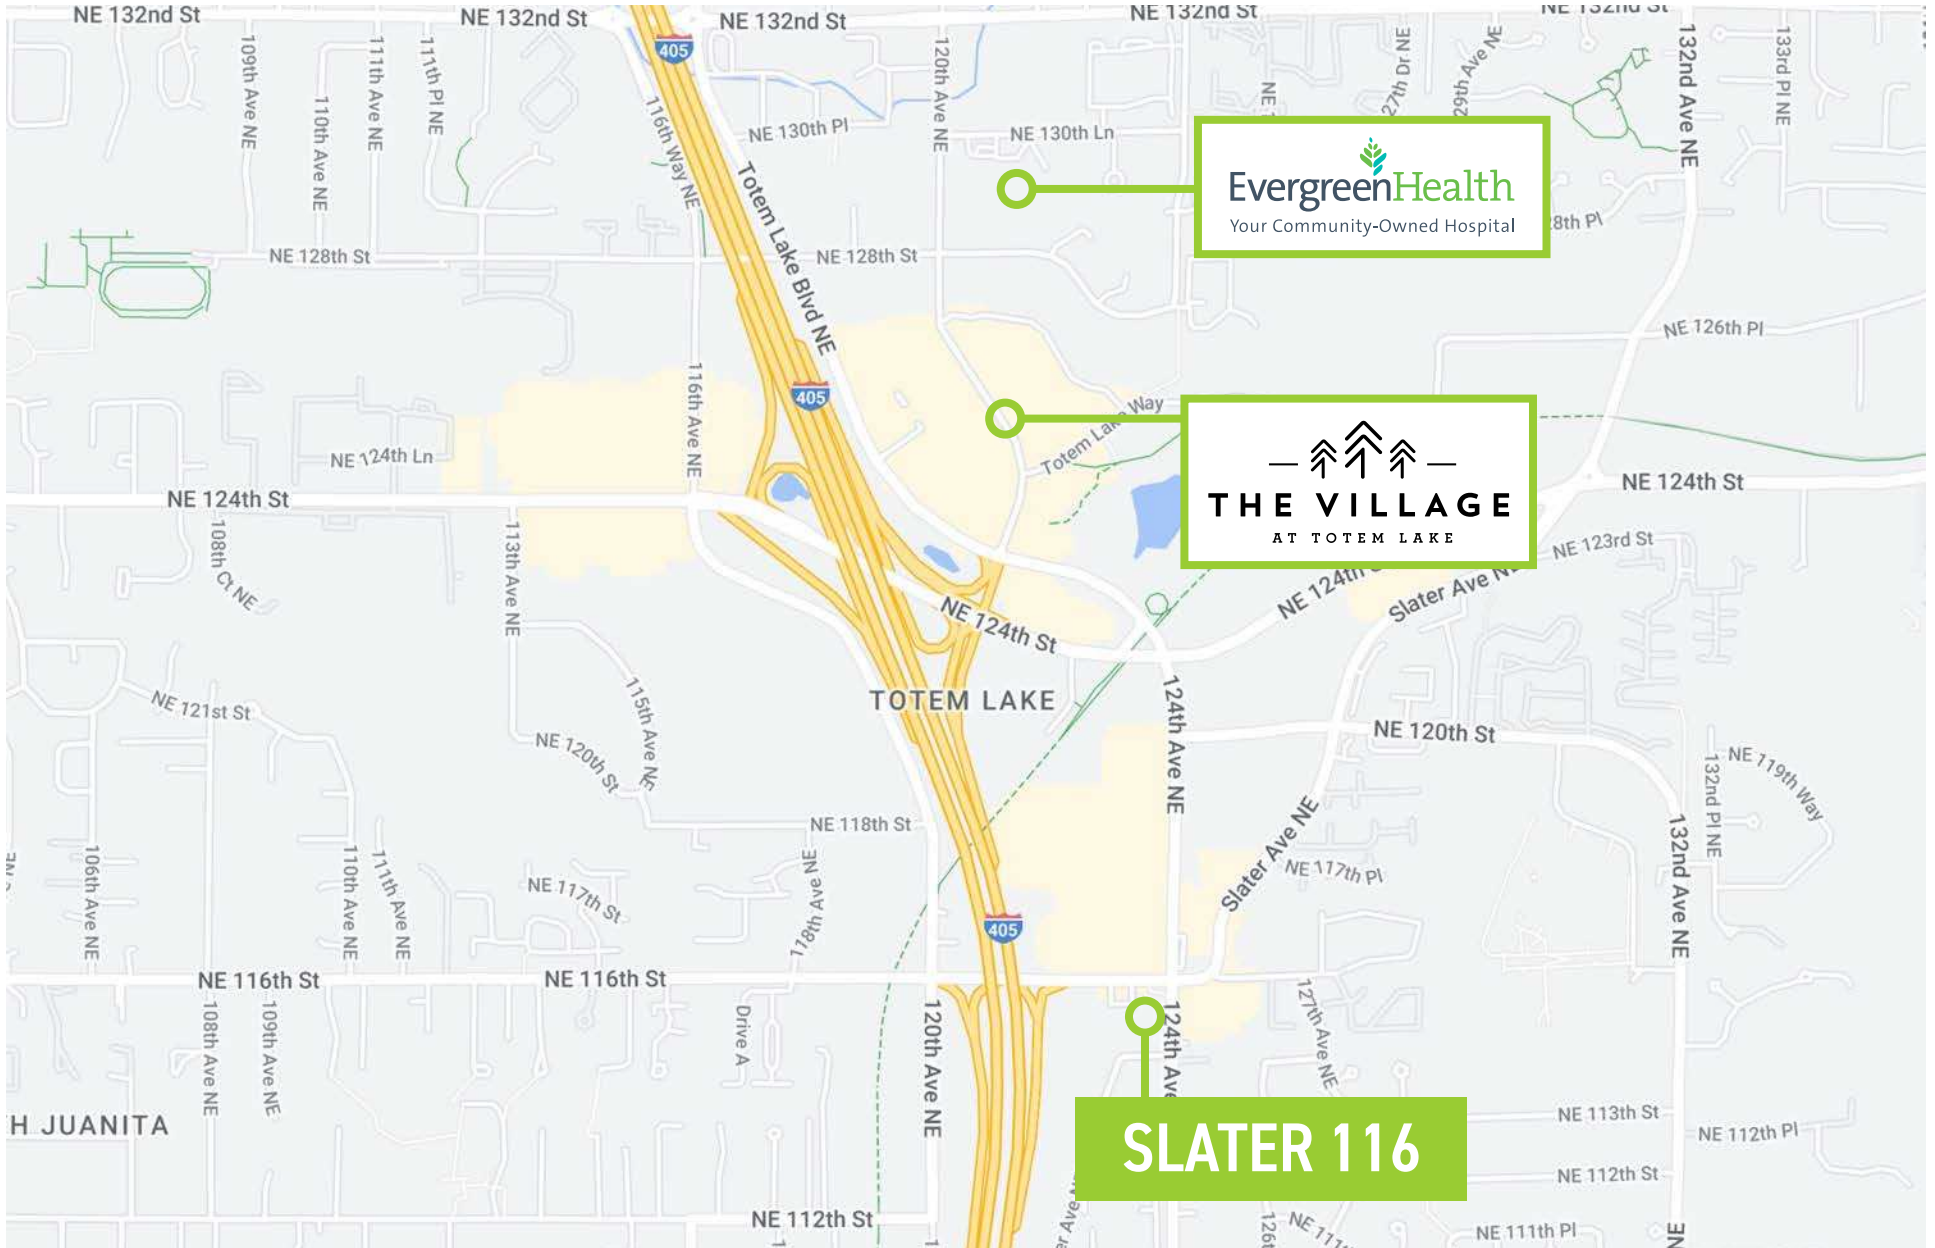 NE 132nd St
NE 132nd St
NE 132nd St
NE 132nd St
NE 132nd St
405
109th Ave NE
110th Ave NE
111th Ave NE
111th Pl NE
116th Way NE
NE 130th Pl
120th Ave NE
NE 130th Ln
132nd Ave NE
133rd Pl NE
Totem Lake Blvd NE
EvergreenHealth
Your Community-Owned Hospital
8th Pl
NE 128th St
NE 128th St
NE 126th Pl
116th Ave NE
405
Totem Lake Way
THE VILLAGE
AT TOTEM LAKE
NE 124th Ln
NE 124th St
NE 124th St
108th Ct NE
113th Ave NE
NE 123rd St
NE 124th
Slater Ave
NE 124th St
TOTEM LAKE
NE 121st St
115th Ave NE
NE 120th St
124th Ave NE
NE 120th St
132nd Pl NE
NE 119th Way
NE 118th St
Slater Ave NE
132nd Ave NE
106th Ave NE
110th Ave NE
111th Ave NE
NE 117th St
118th Ave NE
NE 117th Pl
405
NE 116th St
NE 116th St
108th Ave NE
109th Ave NE
Drive A
120th Ave NE
124th Ave
127th Ave NE
H JUANITA
SLATER 116
NE 113th St
NE 112th Pl
NE 112th St
NE 112th St
NE 111th Pl